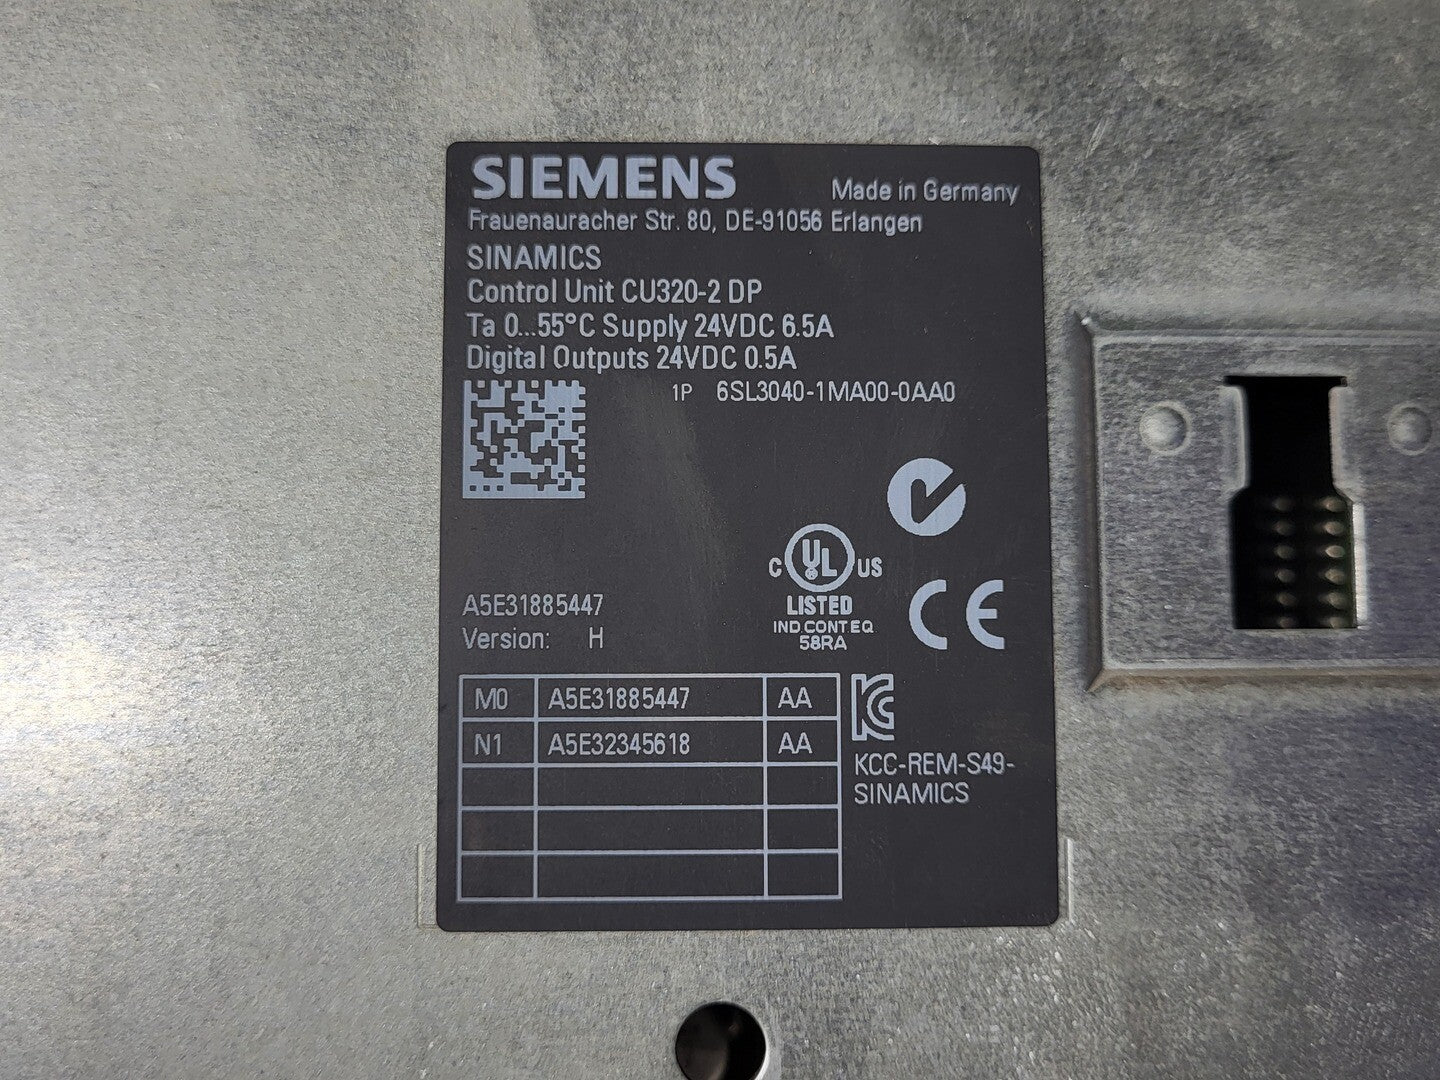 SIEMENS
Made in Germany
Frauenauracher Str. 80, DE-91056 Erlangen
SINAMICS
Control Unit CU320-2 DP
Ta 0...55°C Supply 24VDC 6.5A
Digital Outputs 24VDC 0.5A
1P 6SL3040-1MA00-0AA0
C UL US
LISTED
IND CONT EQ
58RA
CE
A5E31885447
Version: H
M0 A5E31885447 AA
N1 A5E32345618 AA
KCC-REM-S49-
SINAMICS